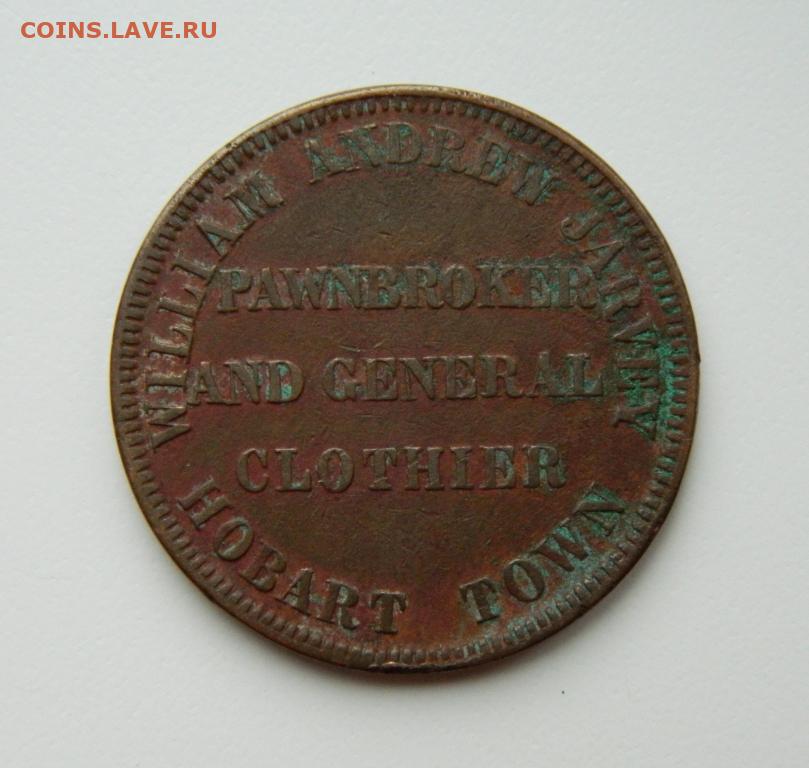 COINS.LAVE.RU
WILLIAM ANDREW JARVEY
PAWNBROKER
AND GENERAL
CLOTHIER
HOBART TOWN